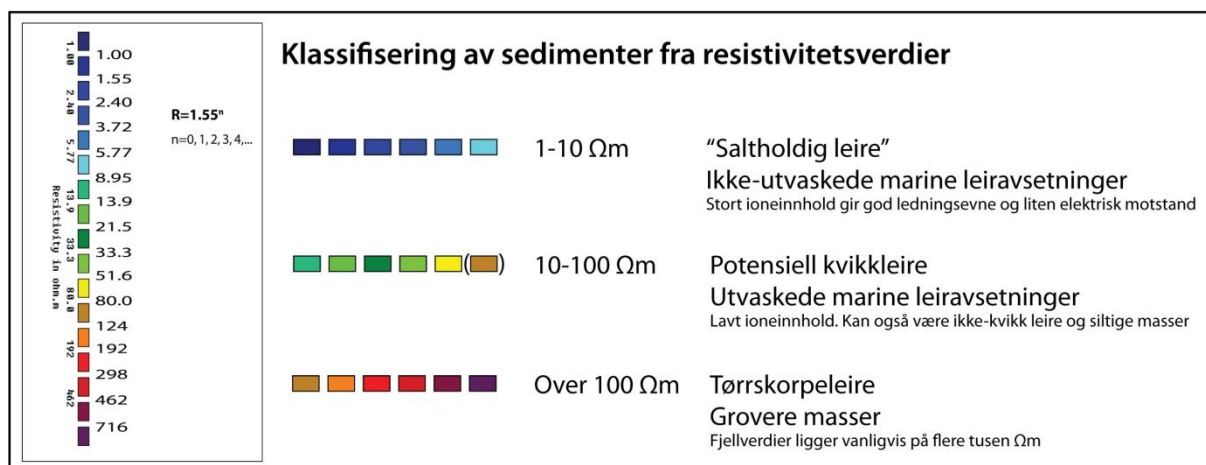 Klassifisering av sedimenter fra resistivitetsverdier
1.00
1.55
2.40
3.72
5.77
8.95
13.9
21.5
33.3
51.6
80.0
124
192
298
462
716
1.00
2.40
5.77
13.9
33.3
80.0
192
462
Resistivity in ohm.m
R=1.55ⁿ
n=0, 1, 2, 3, 4,...
1-10 Ωm
“Saltholdig leire”
Ikke-utvaskede marine leiravsetninger
Stort ioneinnhold gir god ledningsevne og liten elektrisk motstand
( )
10-100 Ωm
Potensiell kvikkleire
Utvaskede marine leiravsetninger
Lavt ioneinnhold. Kan også være ikke-kvikk leire og siltige masser
Over 100 Ωm
Tørrskorpeleire
Grovere masser
Fjellverdier ligger vanligvis på flere tusen Ωm